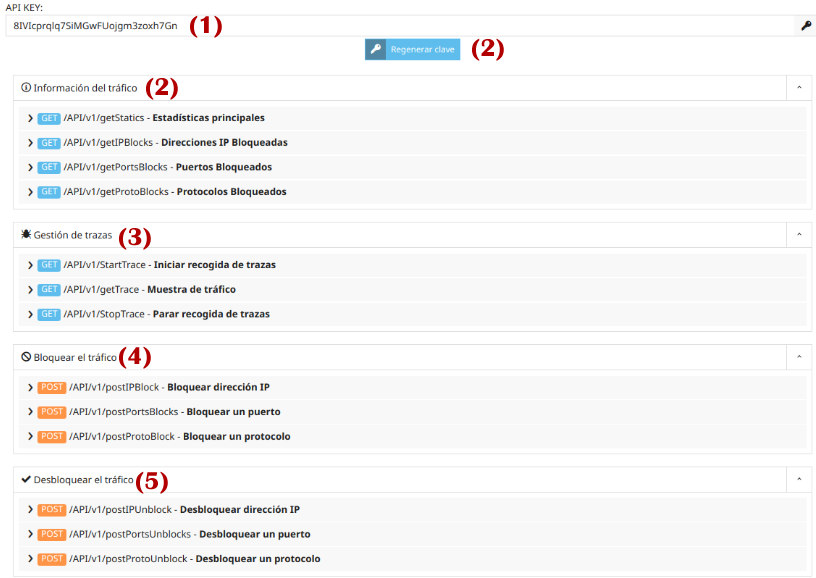 API KEY:
8IVIcprqlq7SiMGwFUojgm3zoxh7Gn (1)
Regenerar clave (2)
Información del tráfico (2)
GET /API/v1/getStatics - Estadísticas principales
GET /API/v1/getIPBlocks - Direcciones IP Bloqueadas
GET /API/v1/getPortsBlocks - Puertos Bloqueados
GET /API/v1/getProtoBlocks - Protocolos Bloqueados
Gestión de trazas (3)
GET /API/v1/StartTrace - Iniciar recogida de trazas
GET /API/v1/getTrace - Muestra de tráfico
GET /API/v1/StopTrace - Parar recogida de trazas
Bloquear el tráfico (4)
POST /API/v1/postIPBlock - Bloquear dirección IP
POST /API/v1/postPortsBlocks - Bloquear un puerto
POST /API/v1/postProtoBlock - Bloquear un protocolo
Desbloquear el tráfico (5)
POST /API/v1/postIPUnblock - Desbloquear dirección IP
POST /API/v1/postPortsUnblocks - Desbloquear un puerto
POST /API/v1/postProtoUnblock - Desbloquear un protocolo